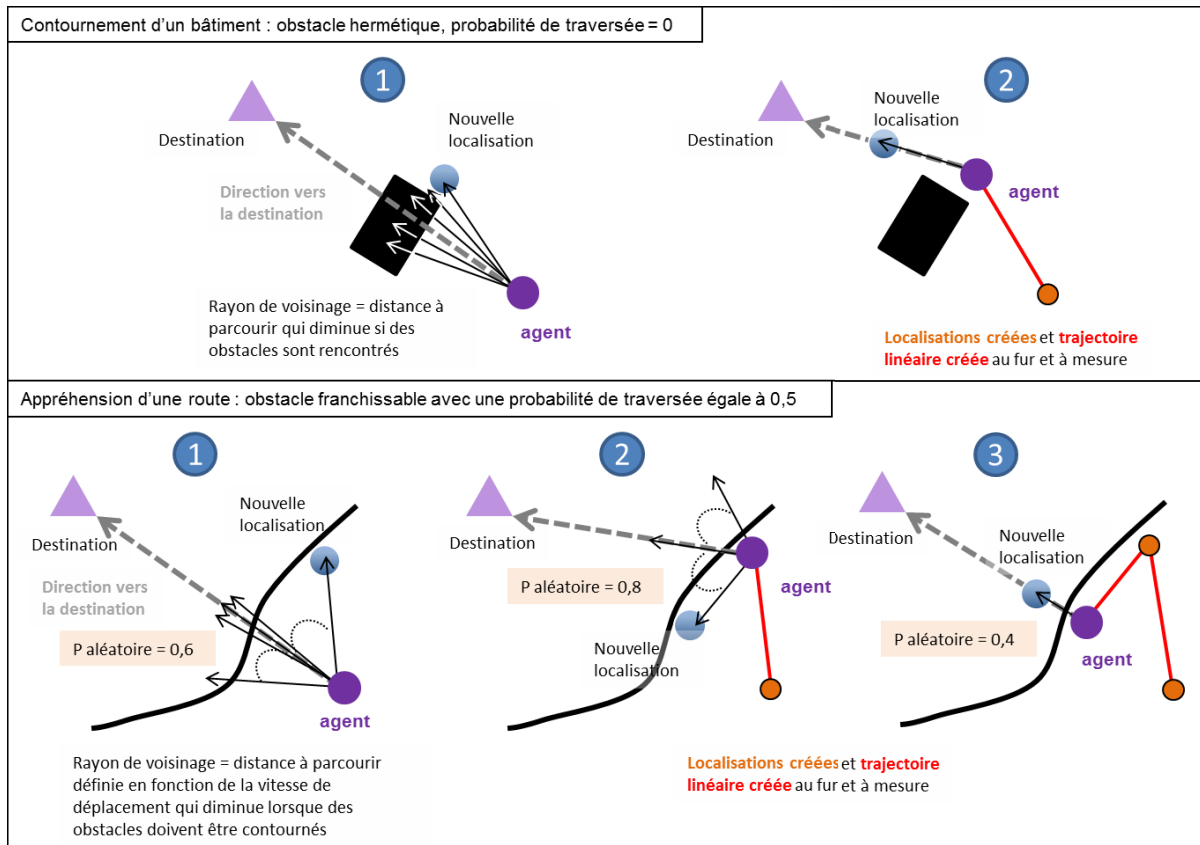 Contournement d'un bâtiment : obstacle hermétique, probabilité de traversée = 0
1
Destination
Nouvelle
localisation
Direction vers
la destination
agent
Rayon de voisinage = distance à
parcourir qui diminue si des
obstacles sont rencontrés
2
Destination
Nouvelle
localisation
agent
Localisations créées et trajectoire
linéaire créée au fur et à mesure
Appréhension d'une route : obstacle franchissable avec une probabilité de traversée égale à 0,5
1
Nouvelle
localisation
Destination
Direction vers
la destination
P aléatoire = 0,6
agent
Rayon de voisinage = distance à parcourir
définie en fonction de la vitesse de
déplacement qui diminue lorsque des
obstacles doivent être contournés
2
Destination
P aléatoire = 0,8
agent
Nouvelle
localisation
3
Destination
Nouvelle
localisation
P aléatoire = 0,4
agent
Localisations créées et trajectoire
linéaire créée au fur et à mesure